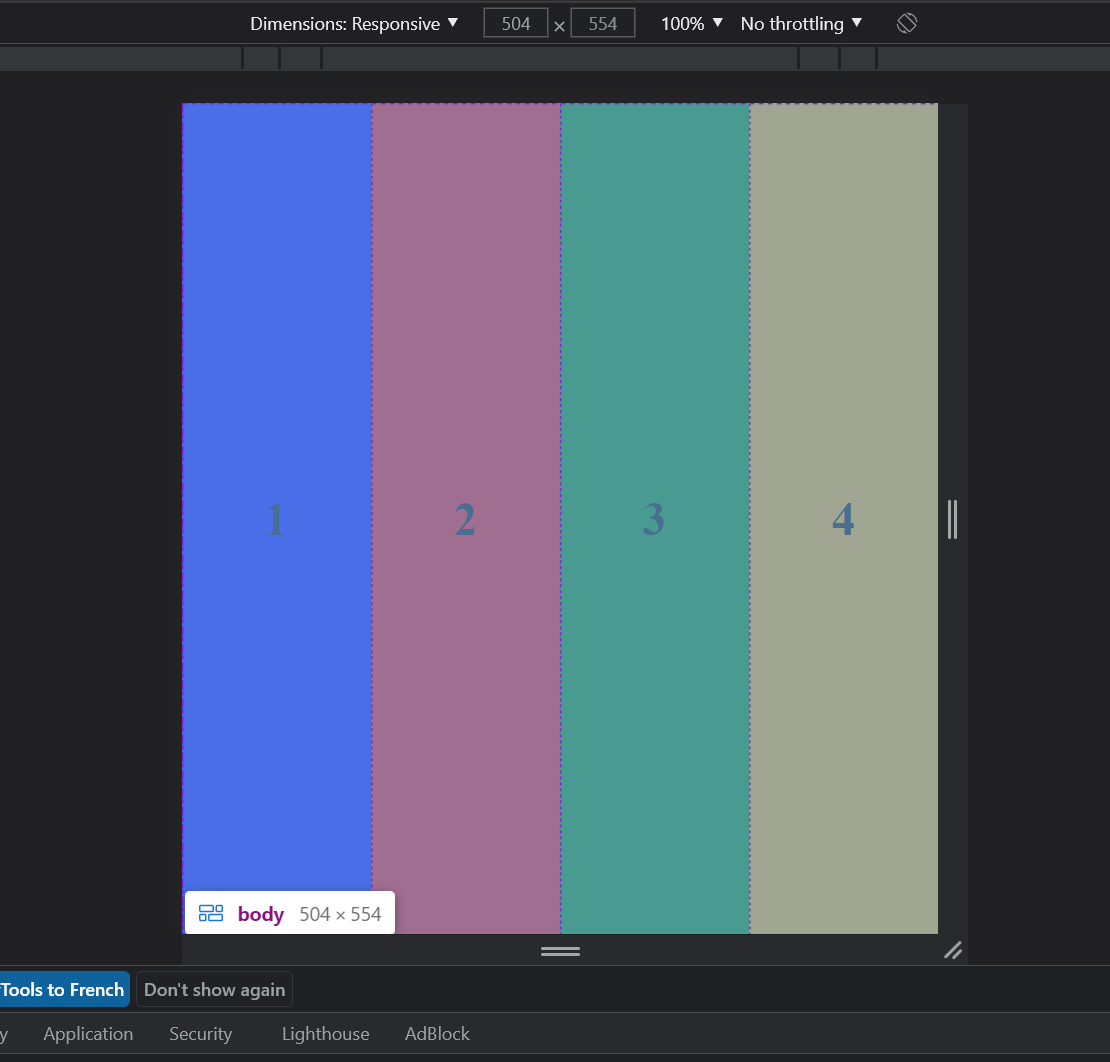 Dimensions: Responsive ▼ 504 × 554 100% ▼ No throttling ▼
1 2 3 4
body 504 × 554
Tools to French Don't show again
y Application Security Lighthouse AdBlock